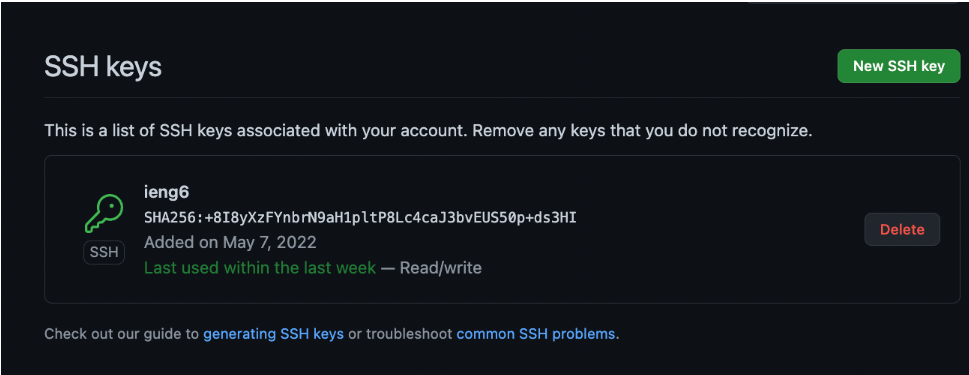 SSH keys
New SSH key
This is a list of SSH keys associated with your account. Remove any keys that you do not recognize.
ieng6
SHA256:+8I8yXzFYnbrN9aH1pltP8Lc4caJ3bvEUS50p+ds3HI
Added on May 7, 2022
SSH
Last used within the last week — Read/write
Delete
Check out our guide to generating SSH keys or troubleshoot common SSH problems.